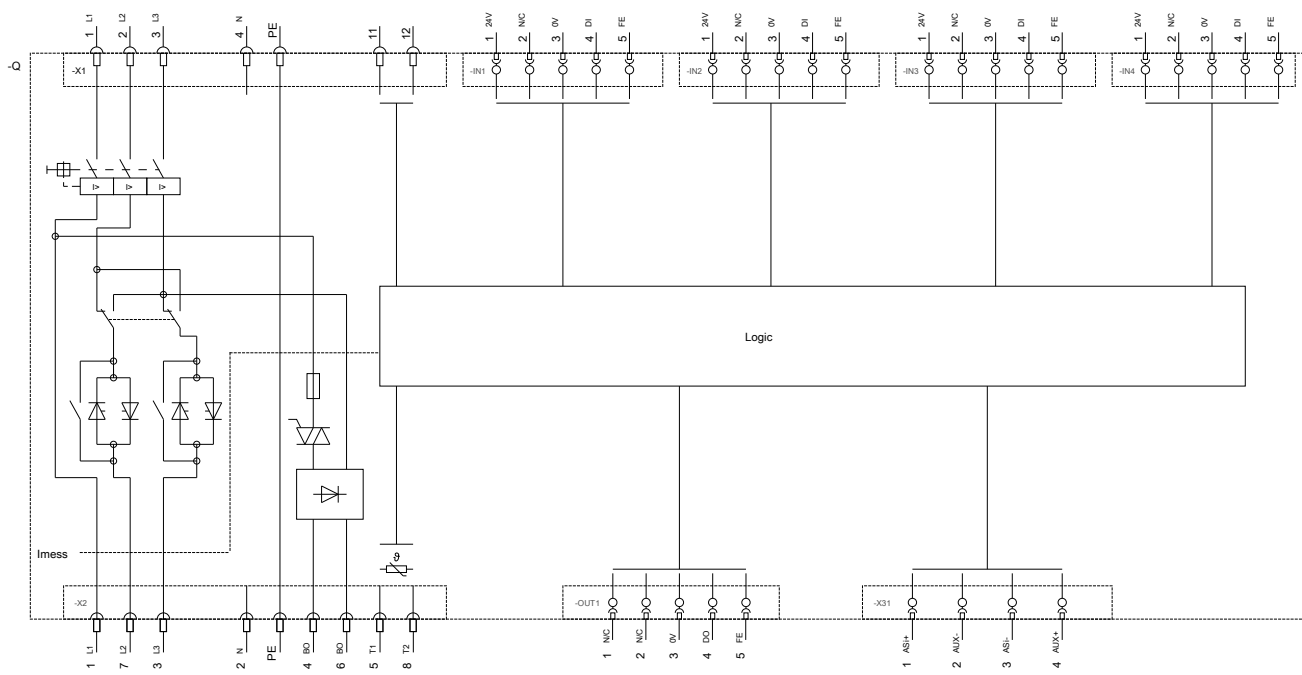 L1 L2 L3 N 24V N/C 0V DI FE 24V N/C 0V DI FE 24V N/C 0V DI FE 24V N/C 0V DI FE
1 2 3 4 PE 11 12 1 2 3 4 5 1 2 3 4 5 1 2 3 4 5 1 2 3 4 5
-Q
-X1 -IN1 -IN2 -IN3 -IN4
I> I> I>
Logic
Imess
ϑ
-X2 -OUT1 -X31
L1 L2 L3 N PE BO BO T1 T2 N/C N/C 0V DO FE ASi+ AUX- ASi- AUX+
1 7 3 2 4 6 5 8 1 2 3 4 5 1 2 3 4